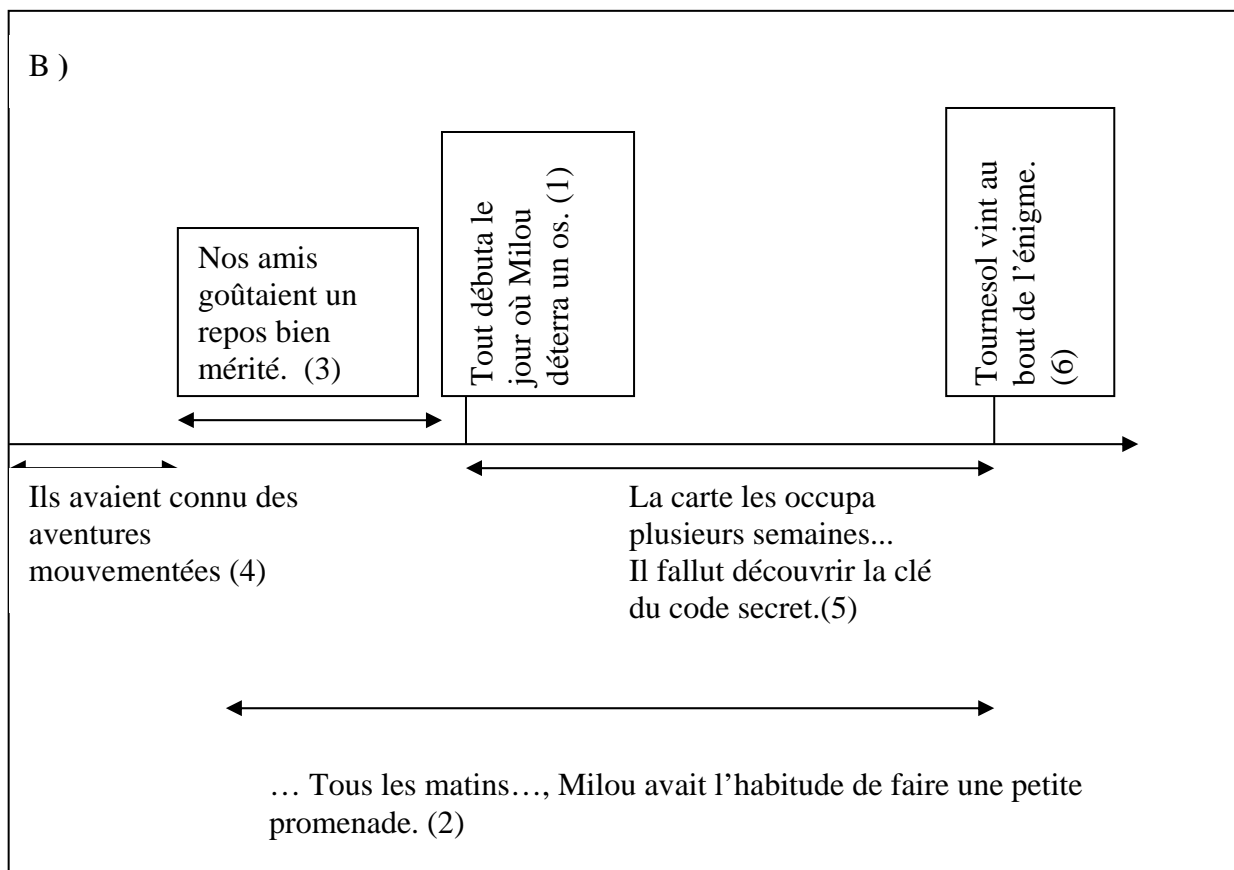 B )
Nos amis
goûtaient un
repos bien
mérité. (3)
Tout débuta le
jour où Milou
déterra un os. (1)
Tournesol vint au
bout de l’énigme.
(6)
Ils avaient connu des
aventures
mouvementées (4)
La carte les occupa
plusieurs semaines...
Il fallut découvrir la clé
du code secret.(5)
… Tous les matins…, Milou avait l’habitude de faire une petite
promenade. (2)